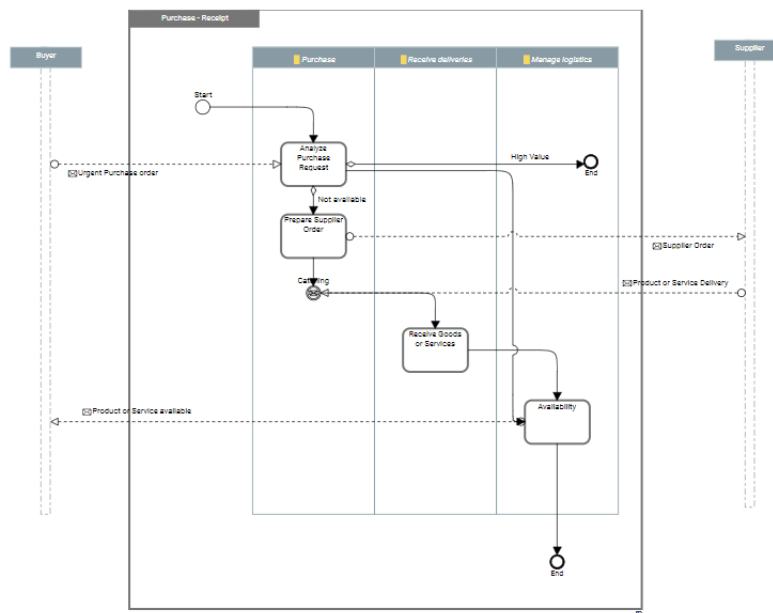 Purchase - Receipt
Buyer
Supplier
Purchase
Receive deliveries
Manage logistics
Start
Analyze
Purchase
Request
High Value
End
Urgent Purchase order
Not available
Prepare Supplier
Order
Supplier Order
Catching
Product or Service Delivery
Receive Goods
or Services
Product or Service available
Availability
End